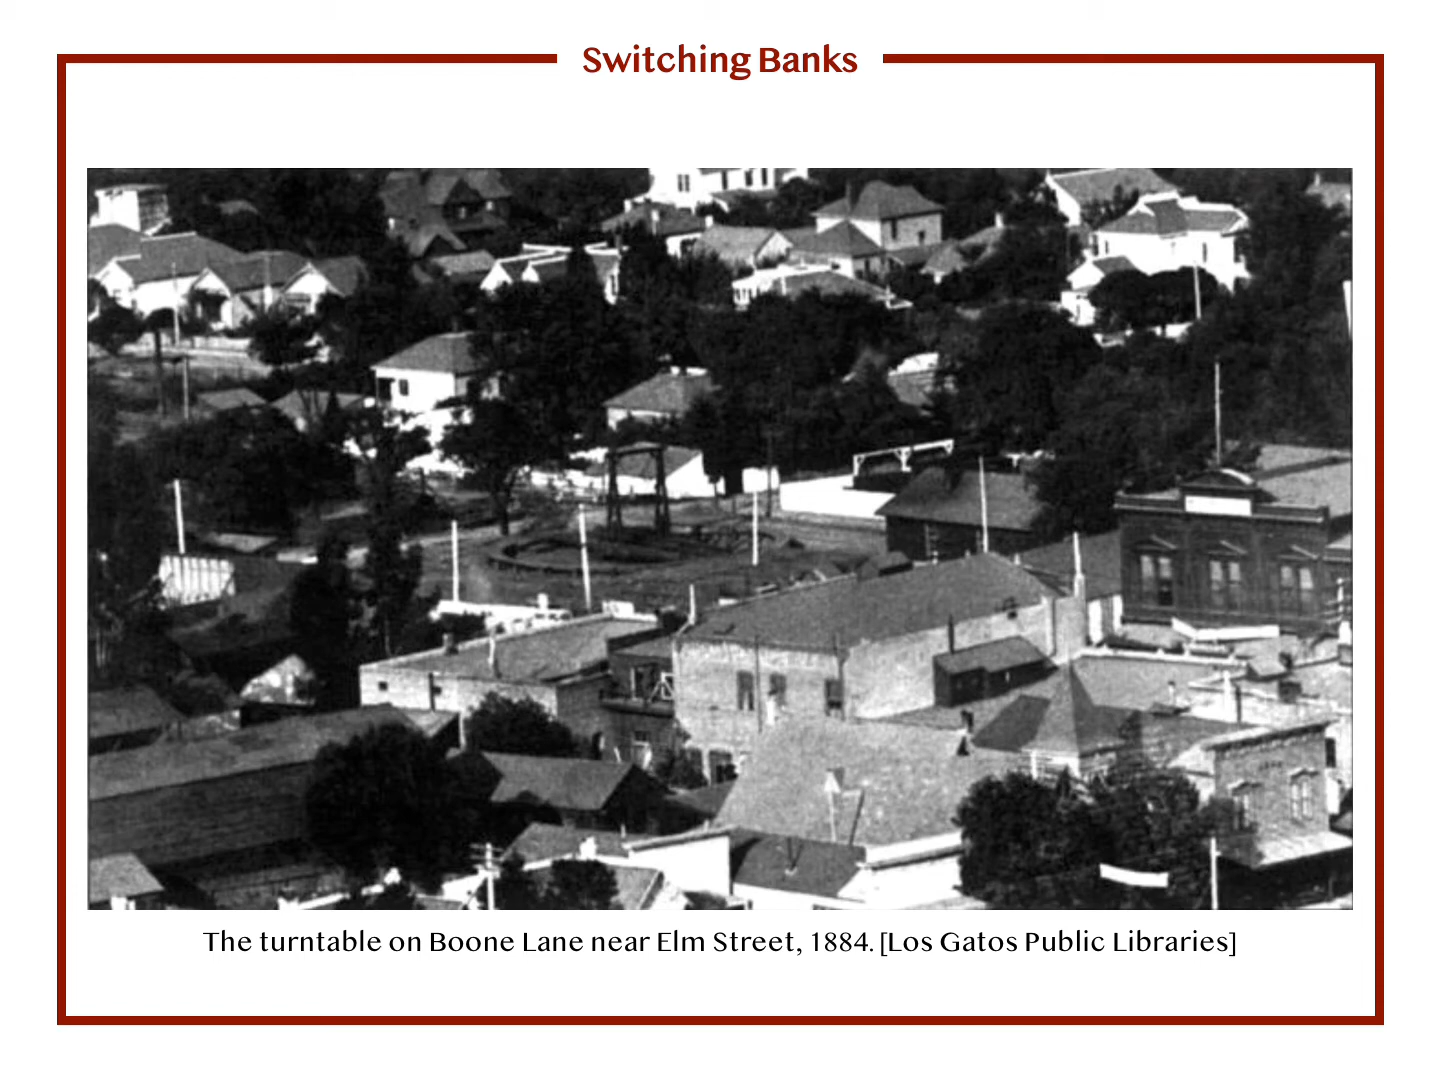 Switching Banks
The turntable on Boone Lane near Elm Street, 1884. [Los Gatos Public Libraries]